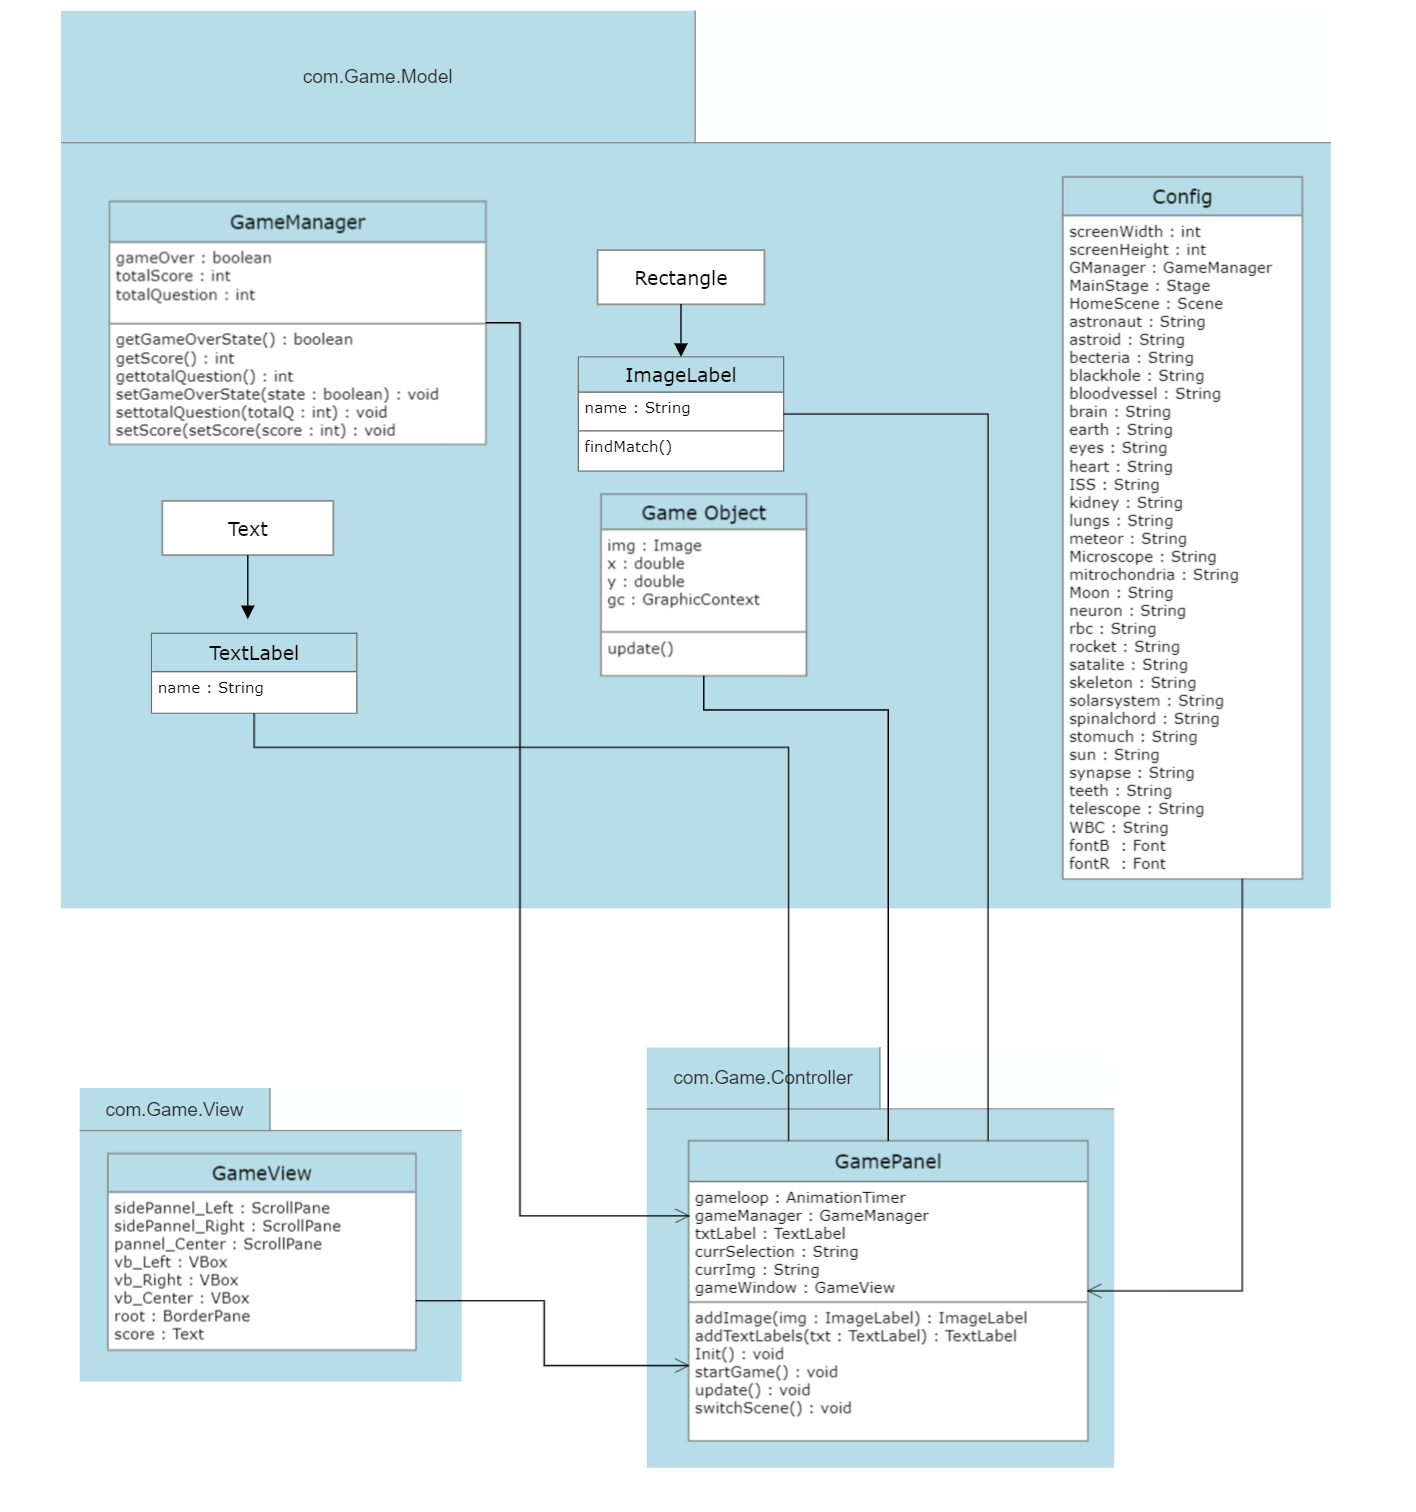 com.Game.Model
GameManager
gameOver : boolean
totalScore : int
totalQuestion : int
getGameOverState() : boolean
getScore() : int
gettotalQuestion() : int
setGameOverState(state : boolean) : void
settotalQuestion(totalQ : int) : void
setScore(setScore(score : int) : void
Rectangle
ImageLabel
name : String
findMatch()
Text
TextLabel
name : String
Game Object
img : Image
x : double
y : double
gc : GraphicContext
update()
Config
screenWidth : int
screenHeight : int
GManager : GameManager
MainStage : Stage
HomeScene : Scene
astronaut : String
astroid : String
becteria : String
blackhole : String
bloodvessel : String
brain : String
earth : String
eyes : String
heart : String
ISS : String
kidney : String
lungs : String
meteor : String
Microscope : String
mitrochondria : String
Moon : String
neuron : String
rbc : String
rocket : String
satalite : String
skeleton : String
solarsystem : String
spinalchord : String
stomuch : String
sun : String
synapse : String
teeth : String
telescope : String
WBC : String
fontB : Font
fontR : Font
com.Game.View
GameView
sidePannel_Left : ScrollPane
sidePannel_Right : ScrollPane
pannel_Center : ScrollPane
vb_Left : VBox
vb_Right : VBox
vb_Center : VBox
root : BorderPane
score : Text
com.Game.Controller
GamePanel
gameloop : AnimationTimer
gameManager : GameManager
txtLabel : TextLabel
currSelection : String
currImg : String
gameWindow : GameView
addImage(img : ImageLabel) : ImageLabel
addTextLabels(txt : TextLabel) : TextLabel
Init() : void
startGame() : void
update() : void
switchScene() : void